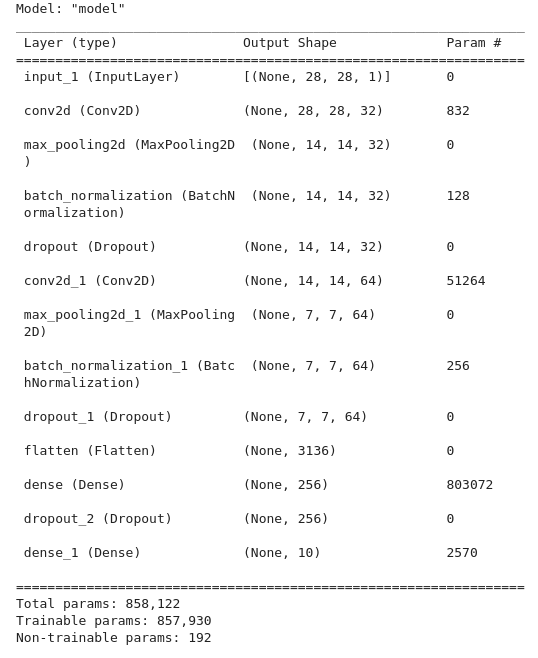 Model: "model"
_________________________________________________________________
 Layer (type)                Output Shape              Param #
=================================================================
 input_1 (InputLayer)        [(None, 28, 28, 1)]       0
 conv2d (Conv2D)             (None, 28, 28, 32)        832
 max_pooling2d (MaxPooling2D  (None, 14, 14, 32)       0
 )
 batch_normalization (BatchN  (None, 14, 14, 32)       128
 ormalization)
 dropout (Dropout)           (None, 14, 14, 32)        0
 conv2d_1 (Conv2D)           (None, 14, 14, 64)        51264
 max_pooling2d_1 (MaxPooling  (None, 7, 7, 64)         0
 2D)
 batch_normalization_1 (Batc  (None, 7, 7, 64)         256
 hNormalization)
 dropout_1 (Dropout)         (None, 7, 7, 64)          0
 flatten (Flatten)           (None, 3136)              0
 dense (Dense)               (None, 256)               803072
 dropout_2 (Dropout)         (None, 256)               0
 dense_1 (Dense)             (None, 10)                2570
=================================================================
Total params: 858,122
Trainable params: 857,930
Non-trainable params: 192